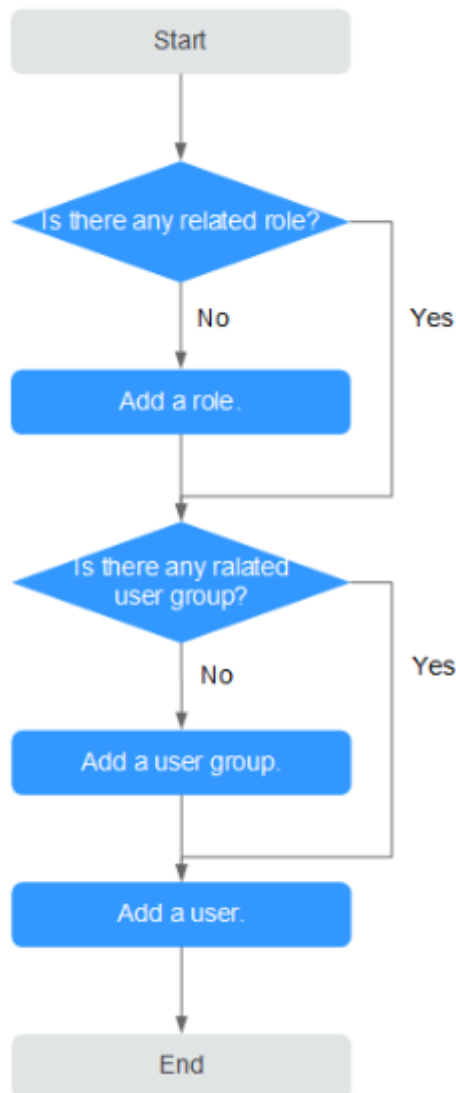 Start
Is there any related role?
No
Yes
Add a role.
Is there any ralated
user group?
Yes
No
Add a user group.
Add a user.
End